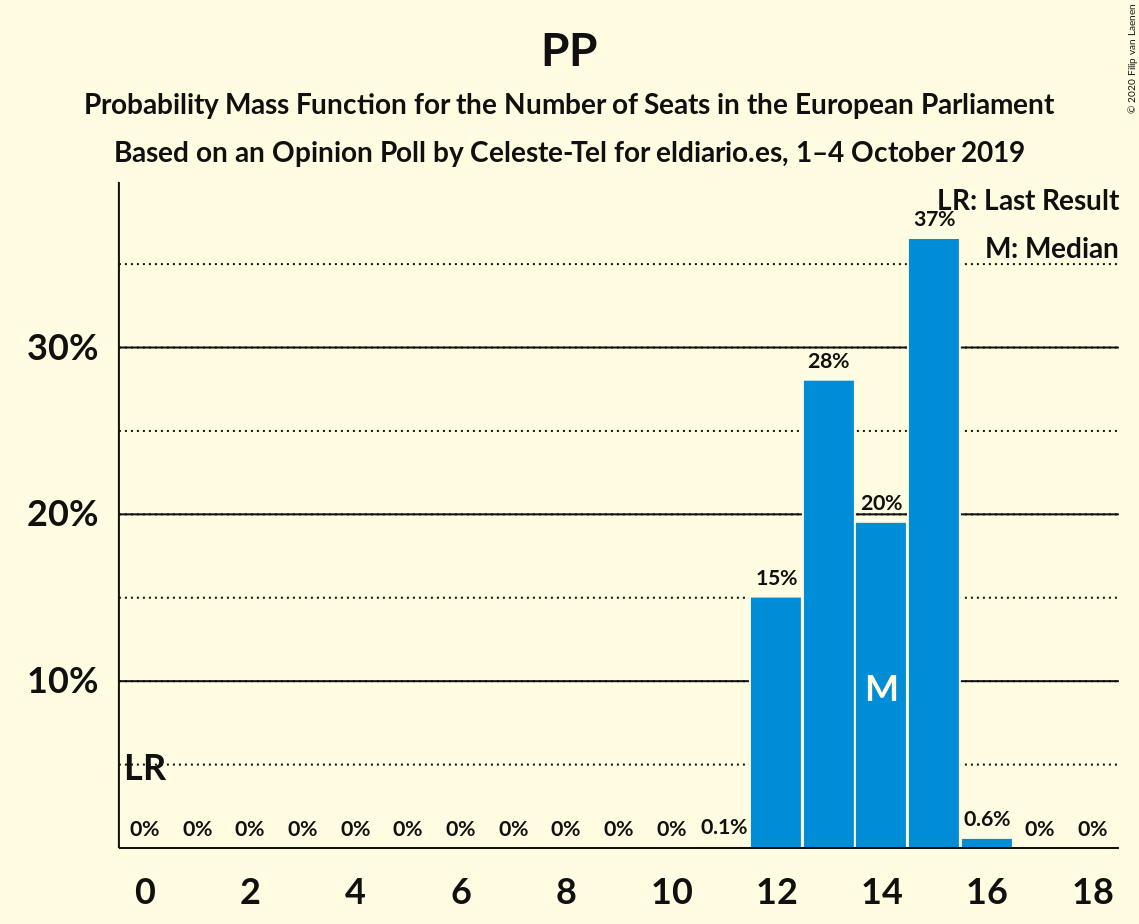 PP
Probability Mass Function for the Number of Seats in the European Parliament
Based on an Opinion Poll by Celeste-Tel for eldiario.es, 1–4 October 2019
© 2020 Filip van Laenen
LR: Last Result
M: Median
37%
30%
28%
20%
20%
15%
10%
M
LR
0% 0% 0% 0% 0% 0% 0% 0% 0% 0% 0% 0.1% 0.6% 0% 0%
0 2 4 6 8 10 12 14 16 18